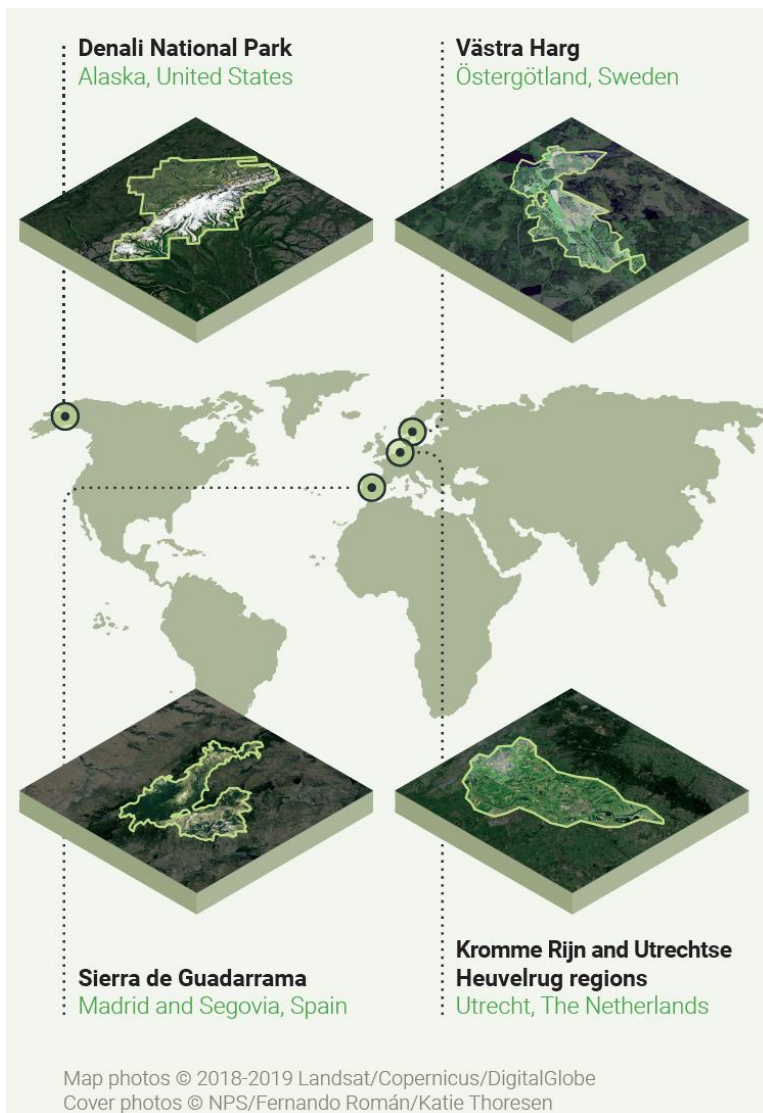 Denali National Park
Alaska, United States
Västra Harg
Östergötland, Sweden
Sierra de Guadarrama
Madrid and Segovia, Spain
Kromme Rijn and Utrechtse
Heuvelrug regions
Utrecht, The Netherlands
Map photos © 2018-2019 Landsat/Copernicus/DigitalGlobe
Cover photos © NPS/Fernando Román/Katie Thoresen